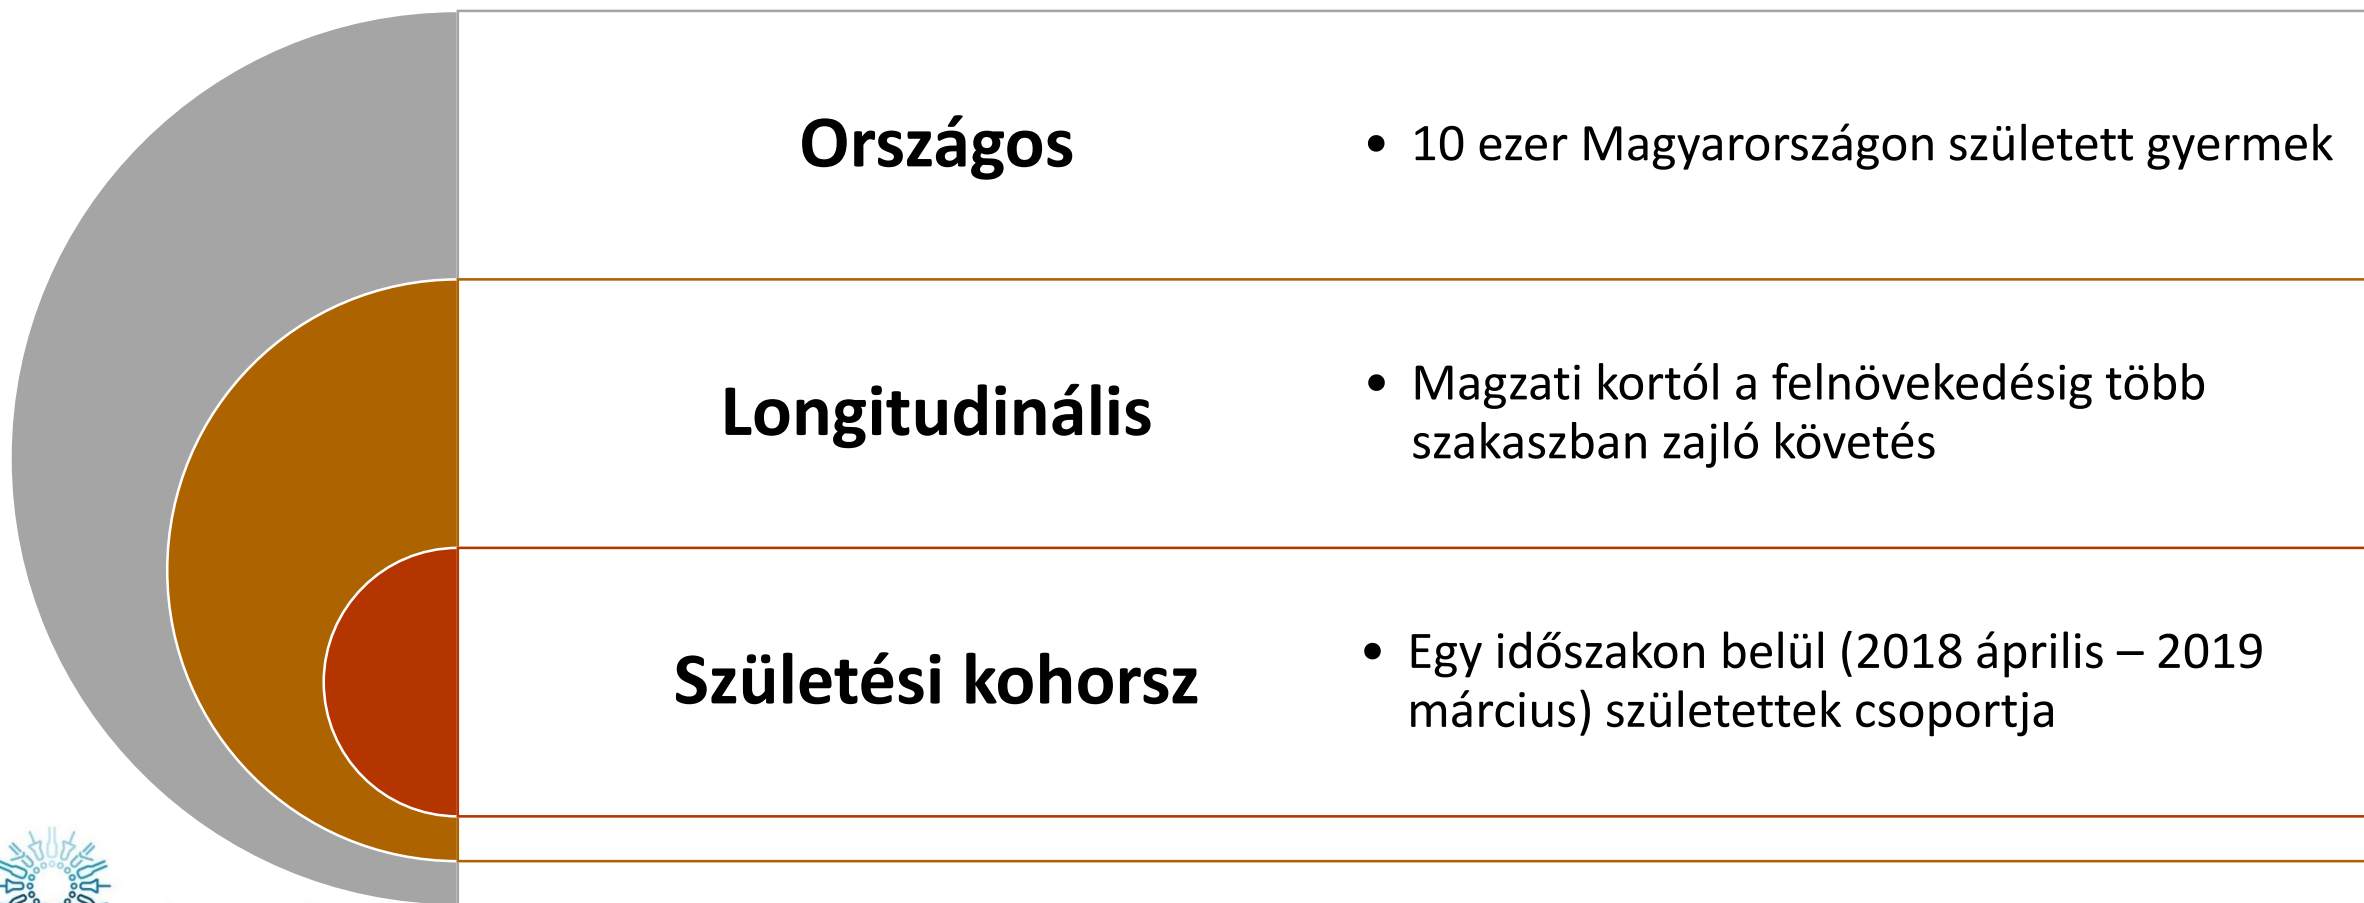 Országos
• 10 ezer Magyarországon született gyermek
Longitudinális
• Magzati kortól a felnövekedésig több
szakaszban zajló követés
Születési kohorsz
• Egy időszakon belül (2018 április – 2019
március) születettek csoportja